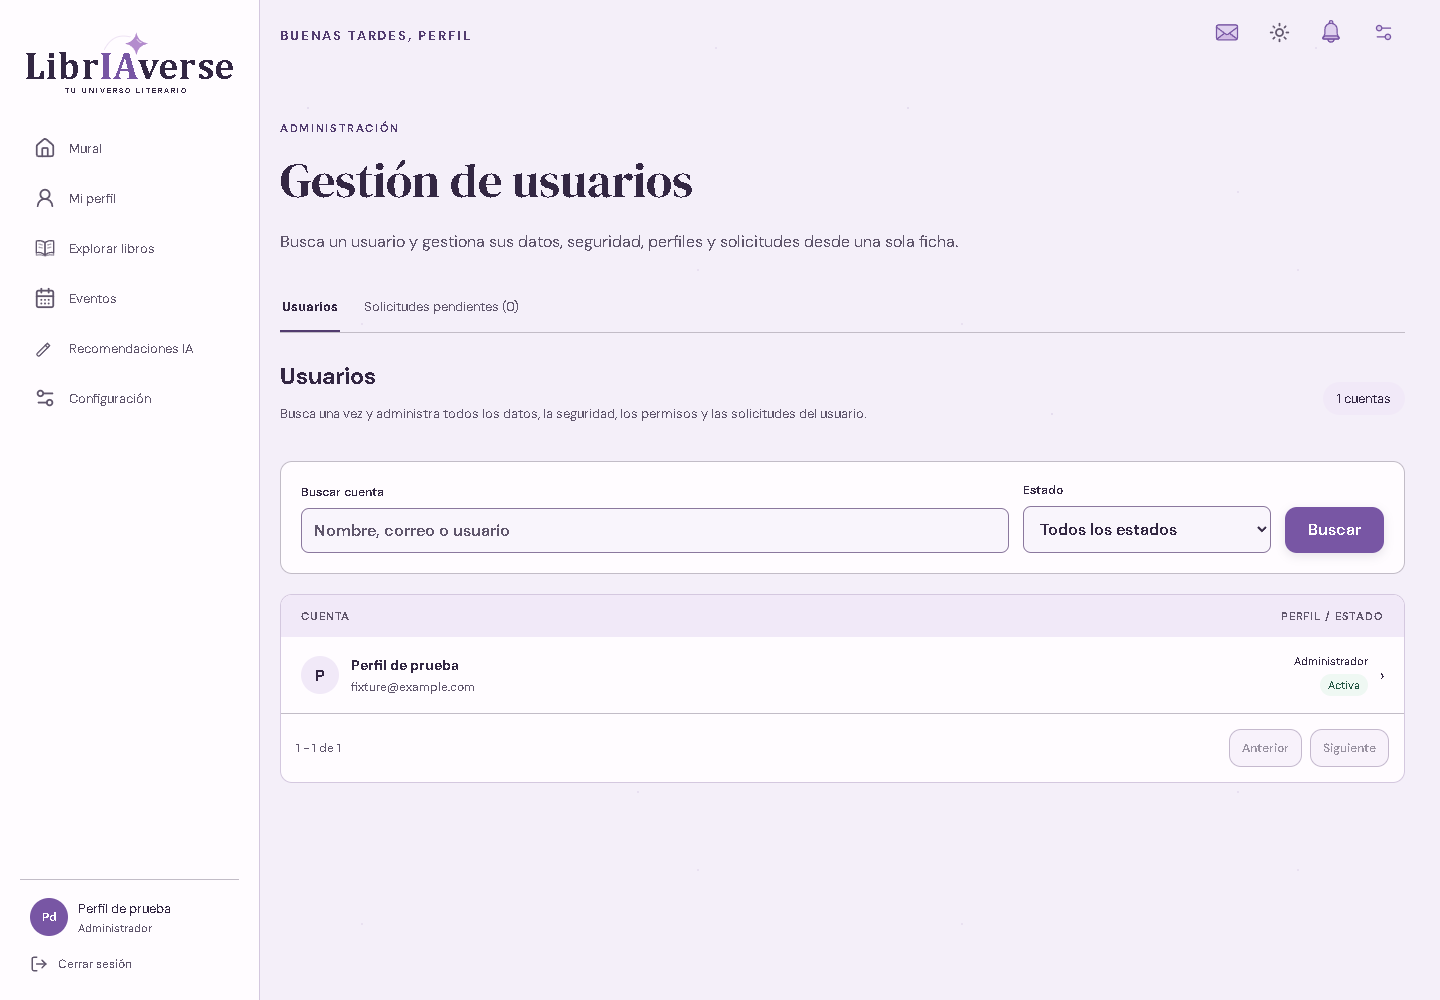 LibrIAverse
TU UNIVERSO LITERARIO
Mural
Mi perfil
Explorar libros
Eventos
Recomendaciones IA
Configuración
Perfil de prueba
Pd
Administrador
Cerrar sesión
BUENAS TARDES, PERFIL
ADMINISTRACIÓN
Gestión de usuarios
Busca un usuario y gestiona sus datos, seguridad, perfiles y solicitudes desde una sola ficha.
Usuarios
Solicitudes pendientes (0)
Usuarios
Busca una vez y administra todos los datos, la seguridad, los permisos y las solicitudes del usuario.
1 cuentas
Buscar cuenta
Nombre, correo o usuario
Estado
Todos los estados
Buscar
CUENTA
PERFIL / ESTADO
P
Perfil de prueba
fixture@example.com
Administrador
Activa
›
1–1 de 1
Anterior
Siguiente